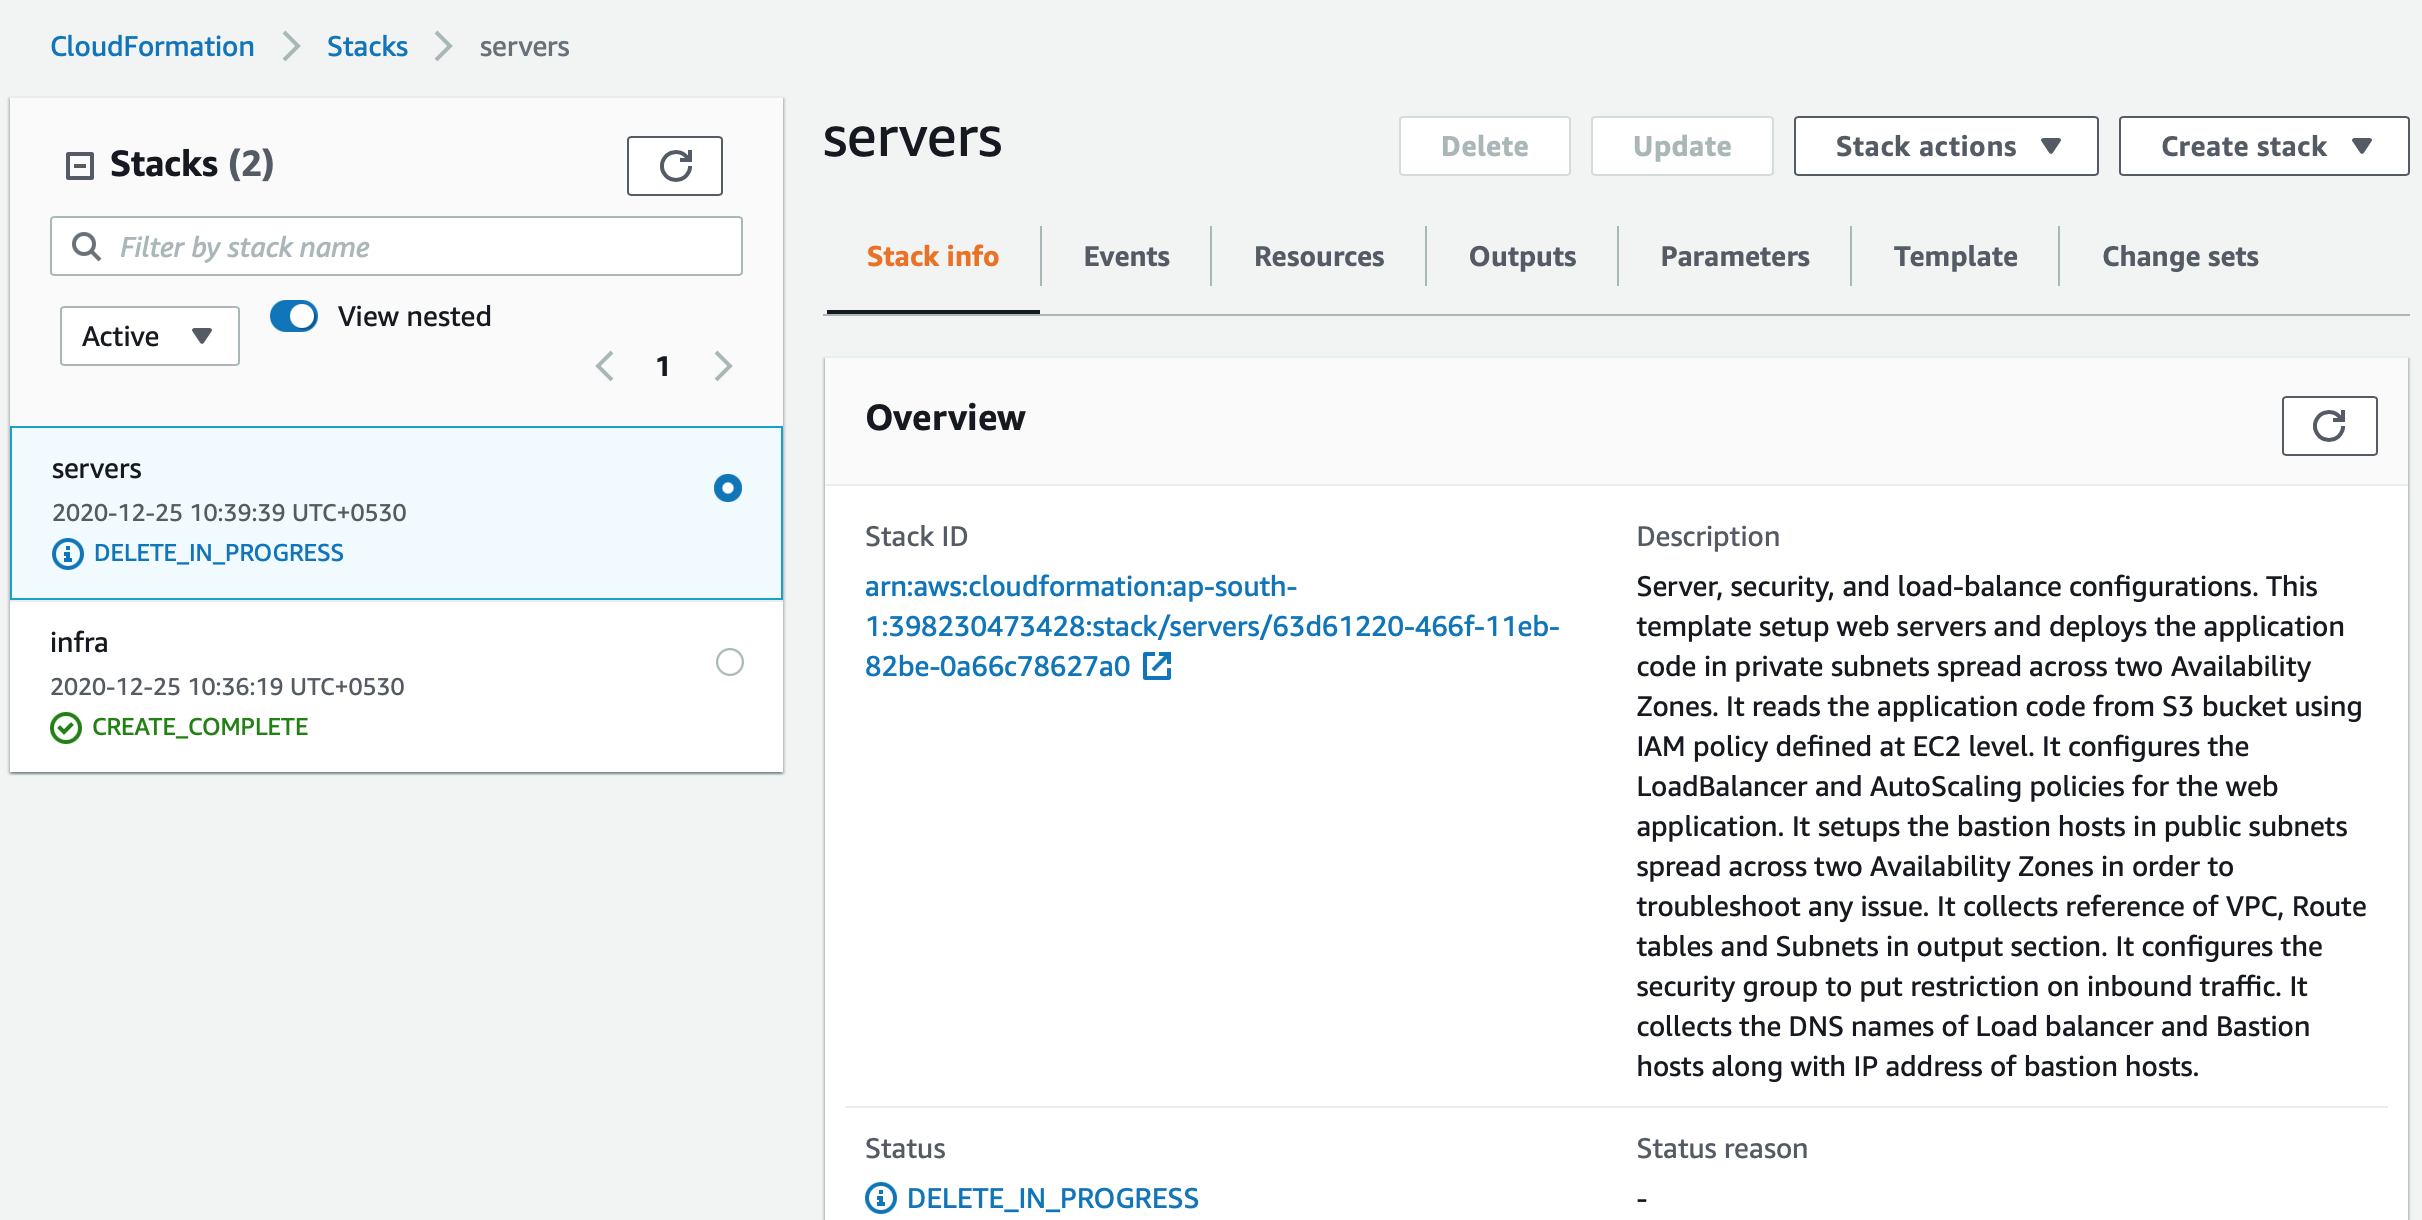 CloudFormation > Stacks > servers
Stacks (2)
Filter by stack name
Active
View nested
1
servers
2020-12-25 10:39:39 UTC+0530
DELETE_IN_PROGRESS
infra
2020-12-25 10:36:19 UTC+0530
CREATE_COMPLETE
servers
Delete
Update
Stack actions
Create stack
Stack info
Events
Resources
Outputs
Parameters
Template
Change sets
Overview
Stack ID
arn:aws:cloudformation:ap-south-
1:398230473428:stack/servers/63d61220-466f-11eb-
82be-0a66c78627a0
Description
Server, security, and load-balance configurations. This
template setup web servers and deploys the application
code in private subnets spread across two Availability
Zones. It reads the application code from S3 bucket using
IAM policy defined at EC2 level. It configures the
LoadBalancer and AutoScaling policies for the web
application. It setups the bastion hosts in public subnets
spread across two Availability Zones in order to
troubleshoot any issue. It collects reference of VPC, Route
tables and Subnets in output section. It configures the
security group to put restriction on inbound traffic. It
collects the DNS names of Load balancer and Bastion
hosts along with IP address of bastion hosts.
Status
DELETE_IN_PROGRESS
Status reason
-